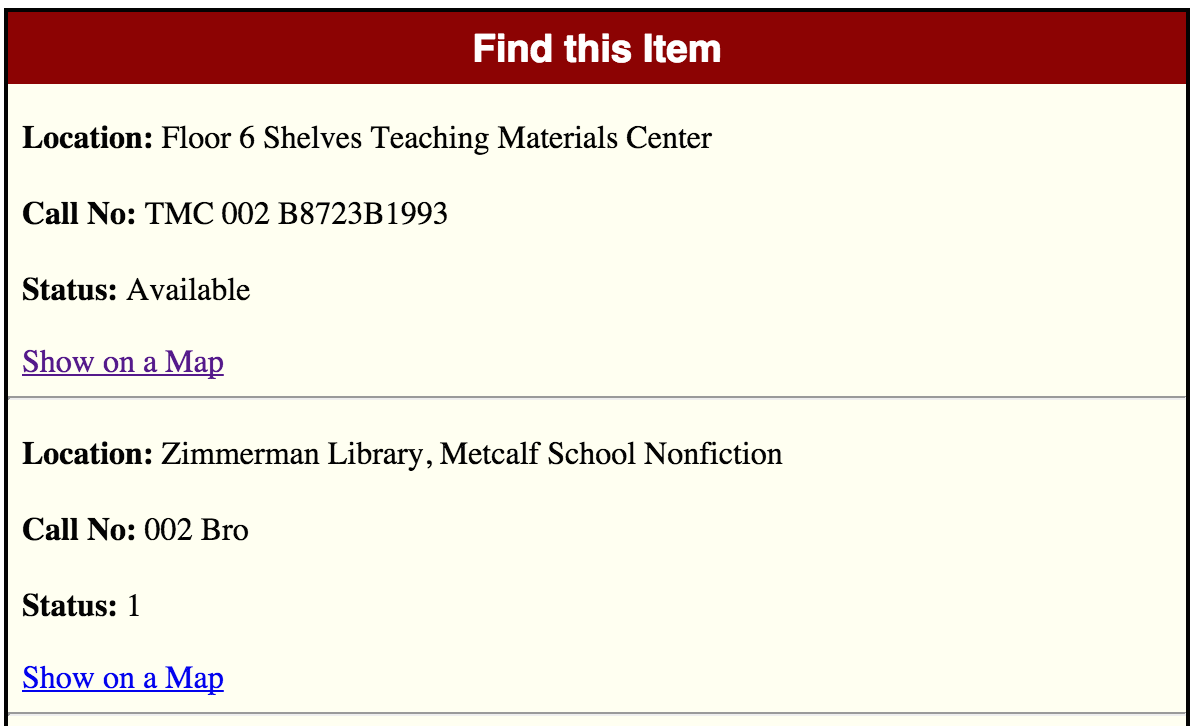 Find this Item
Location: Floor 6 Shelves Teaching Materials Center
Call No: TMC 002 B8723B1993
Status: Available
Show on a Map
Location: Zimmerman Library, Metcalf School Nonfiction
Call No: 002 Bro
Status: 1
Show on a Map